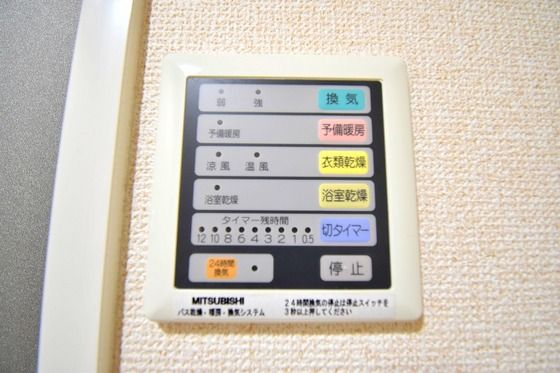 弱 強 換気
予備暖房 予備暖房
涼風 温風 衣類乾燥
浴室乾燥 浴室乾燥
タイマー残時間
12 10 8 6 4 3 2 1 0.5 切タイマー
24時間
換気 停止
MITSUBISHI
バス乾燥・暖房・換気システム
24時間換気の停止は停止スイッチを
3秒以上押してください